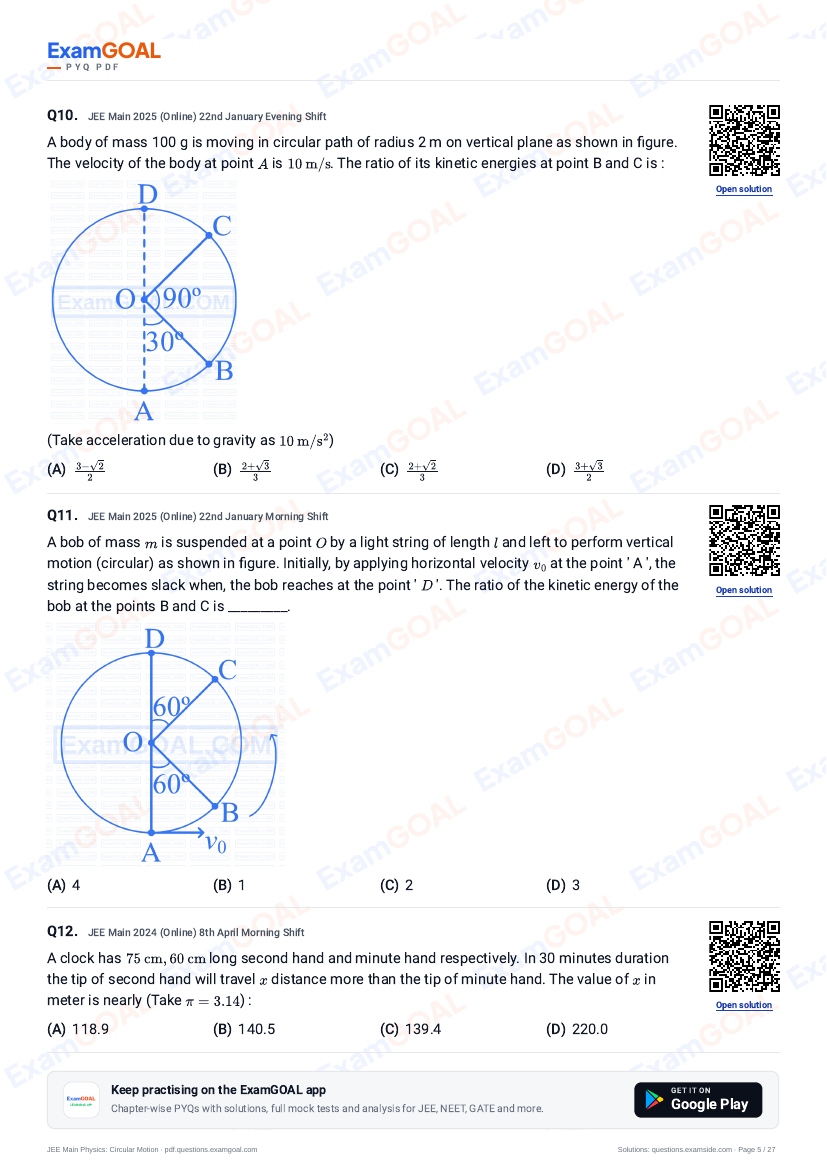 ExamGOAL
PYQ PDF
Q10. JEE Main 2025 (Online) 22nd January Evening Shift
A body of mass 100 g is moving in circular path of radius 2 m on vertical plane as shown in figure.
The velocity of the body at point A is 10 m/s. The ratio of its kinetic energies at point B and C is :
Open solution
D
C
O 90º
30º
B
A
ExamGOAL.COM
(Take acceleration due to gravity as 10 m/s²)
(A) (3−√2)/2 (B) (2+√3)/3 (C) (2+√2)/3 (D) (3+√3)/2
Q11. JEE Main 2025 (Online) 22nd January Morning Shift
A bob of mass m is suspended at a point O by a light string of length l and left to perform vertical
motion (circular) as shown in figure. Initially, by applying horizontal velocity v₀ at the point ' A ', the
string becomes slack when, the bob reaches at the point ' D '. The ratio of the kinetic energy of the
bob at the points B and C is _________.
Open solution
D
C
60º
O
60º
B
v₀
A
ExamGOAL.COM
(A) 4 (B) 1 (C) 2 (D) 3
Q12. JEE Main 2024 (Online) 8th April Morning Shift
A clock has 75 cm, 60 cm long second hand and minute hand respectively. In 30 minutes duration
the tip of second hand will travel x distance more than the tip of minute hand. The value of x in
meter is nearly (Take π = 3.14) :
Open solution
(A) 118.9 (B) 140.5 (C) 139.4 (D) 220.0
ExamGOAL
Keep practising on the ExamGOAL app
Chapter-wise PYQs with solutions, full mock tests and analysis for JEE, NEET, GATE and more.
GET IT ON
Google Play
JEE Main Physics: Circular Motion · pdf.questions.examgoal.com
Solutions: questions.examside.com · Page 5 / 27